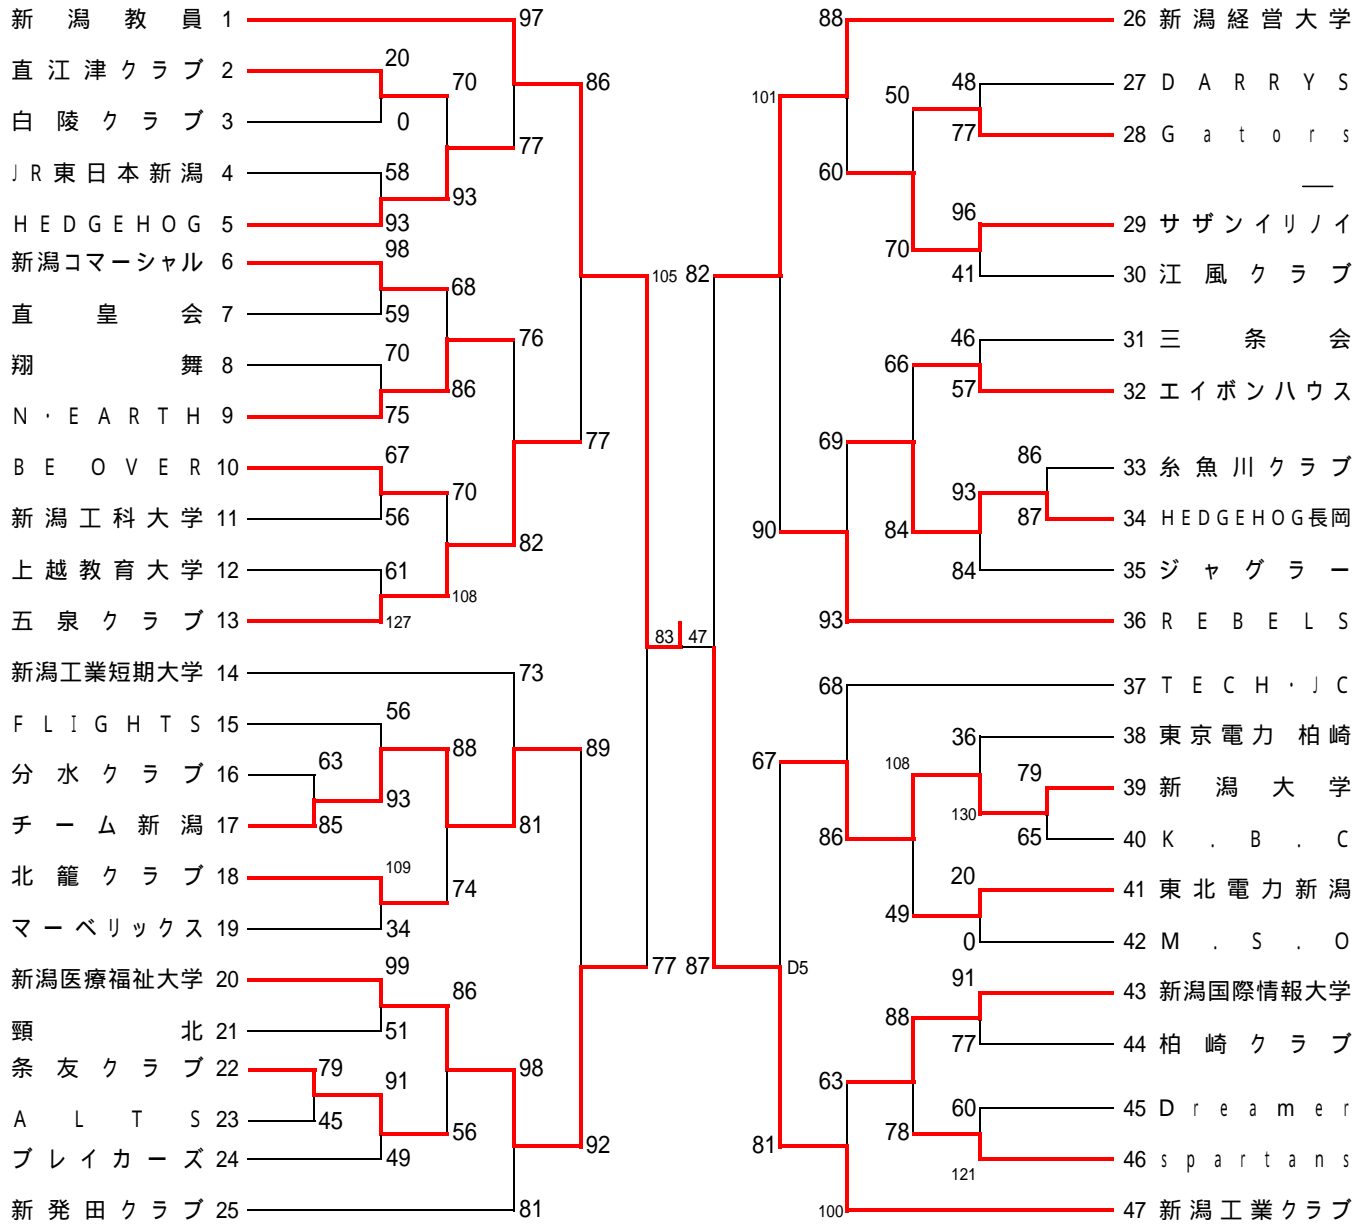 新潟教員 1 97 88 26 新潟経営大学
直江津クラブ 2 20 70 86 101 50 48 27 DARRYS
白陵クラブ 3 0 77 60 77 28 Gators
JR東日本新潟 4 58 93 —
HEDGEHOG 5 93 70 96 29 サザンイリノイ
新潟コマーシャル 6 98 68 105 82 41 30 江風クラブ
直皇会 7 59 76 46 31 三条会
翔舞 8 70 86 66 57 32 エイボンハウス
N・EARTH 9 75 77 69
BE OVER 10 67 70 93 86 33 糸魚川クラブ
新潟工科大学 11 56 82 90 84 87 34 HEDGEHOG長岡
上越教育大学 12 61 108 84 35 ジャグラー
五泉クラブ 13 127 83 47 93 36 REBELS
新潟工業短期大学 14 73 68 37 TECH・JC
FLIGHTS 15 56 88 89 67 108 36 38 東京電力 柏崎
分水クラブ 16 63 93 130 79 39 新潟大学
チーム新潟 17 85 81 86 65 40 K.B.C
北籠クラブ 18 109 74 49 20 41 東北電力新潟
マーベリックス 19 34 0 42 M.S.O
新潟医療福祉大学 20 99 86 77 87 D5 88 91 43 新潟国際情報大学
頸北 21 51 77 44 柏崎クラブ
条友クラブ 22 79 91 98 63
ALTS 23 45 56 92 81 78 60 45 Dreamer
ブレイカーズ 24 49 121 46 spartans
新発田クラブ 25 81 100 47 新潟工業クラブ